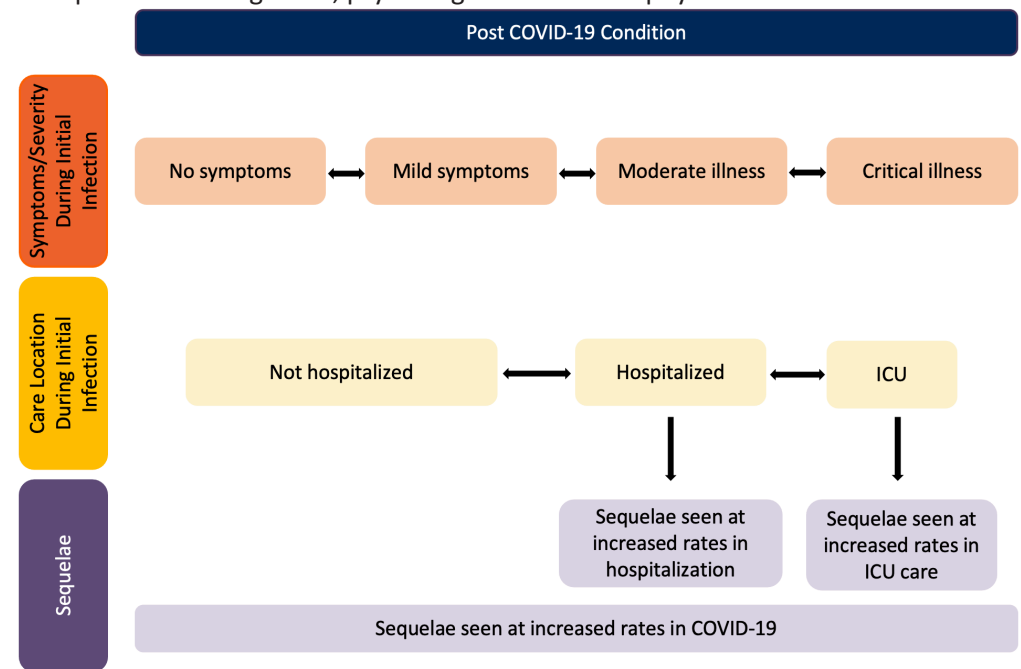 Post COVID-19 Condition
Symptoms/Severity
During Initial
Infection
No symptoms
Mild symptoms
Moderate illness
Critical illness
Care Location
During Initial
Infection
Not hospitalized
Hospitalized
ICU
Sequelae
Sequelae seen at
increased rates in
hospitalization
Sequelae seen at
increased rates in
ICU care
Sequelae seen at increased rates in COVID-19